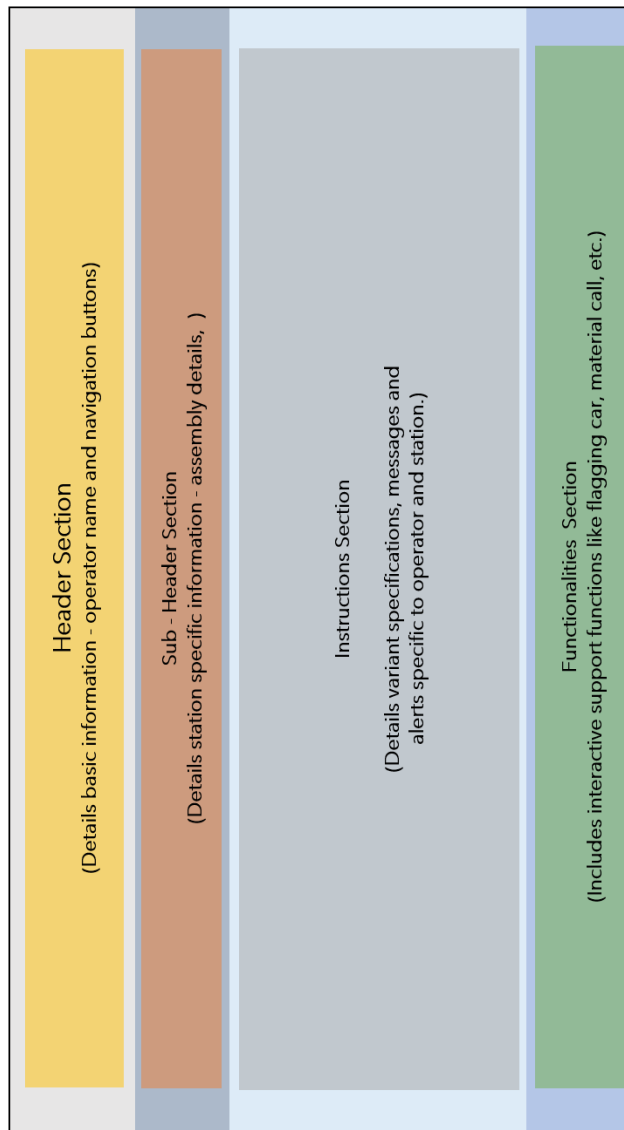 Header Section
(Details basic information - operator name and navigation buttons)
Sub - Header Section
(Details station specific information - assembly details,  )
Instructions Section
(Details variant specifications, messages and
alerts specific to operator and station.)
Functionalities  Section
(Includes interactive support functions like flagging car, material call, etc.)